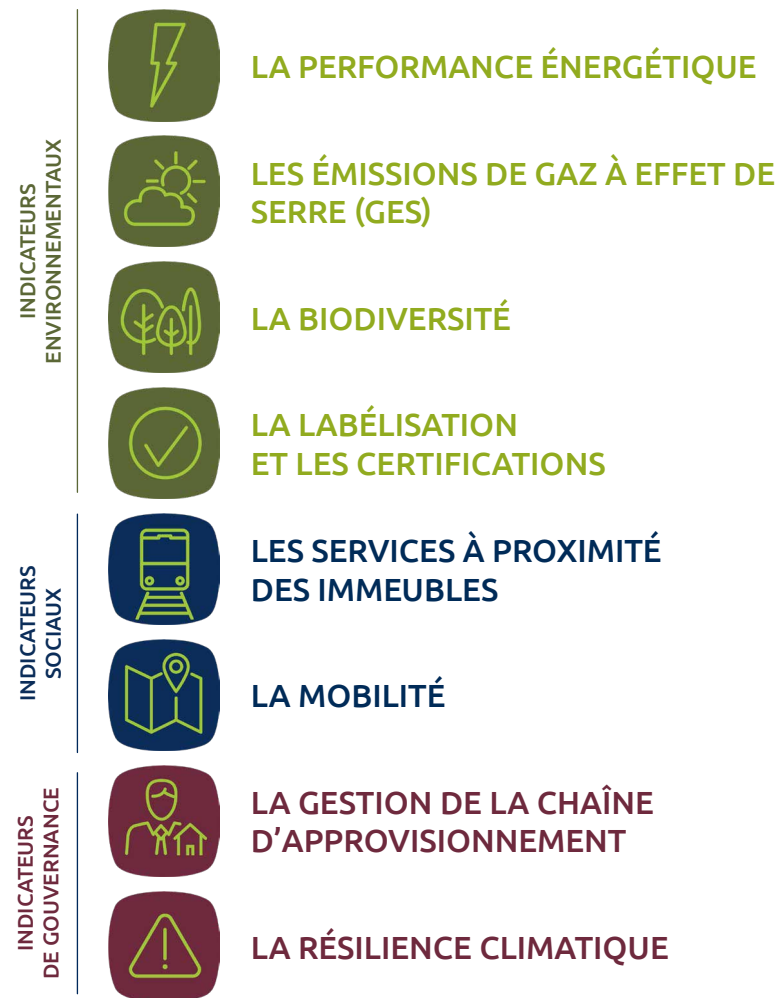 INDICATEURS
ENVIRONNEMENTAUX
LA PERFORMANCE ÉNERGÉTIQUE
LES ÉMISSIONS DE GAZ À EFFET DE
SERRE (GES)
LA BIODIVERSITÉ
LA LABÉLISATION
ET LES CERTIFICATIONS
INDICATEURS
SOCIAUX
LES SERVICES À PROXIMITÉ
DES IMMEUBLES
LA MOBILITÉ
INDICATEURS
DE GOUVERNANCE
LA GESTION DE LA CHAÎNE
D’APPROVISIONNEMENT
LA RÉSILIENCE CLIMATIQUE